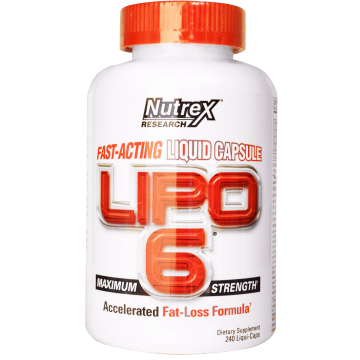 Nutrex
RESEARCH
FAST-ACTING LIQUID CAPSULE
LIPO
6
MAXIMUM STRENGTH*
Accelerated Fat-Loss Formula*
Dietary Supplement
240 Liqui-Caps